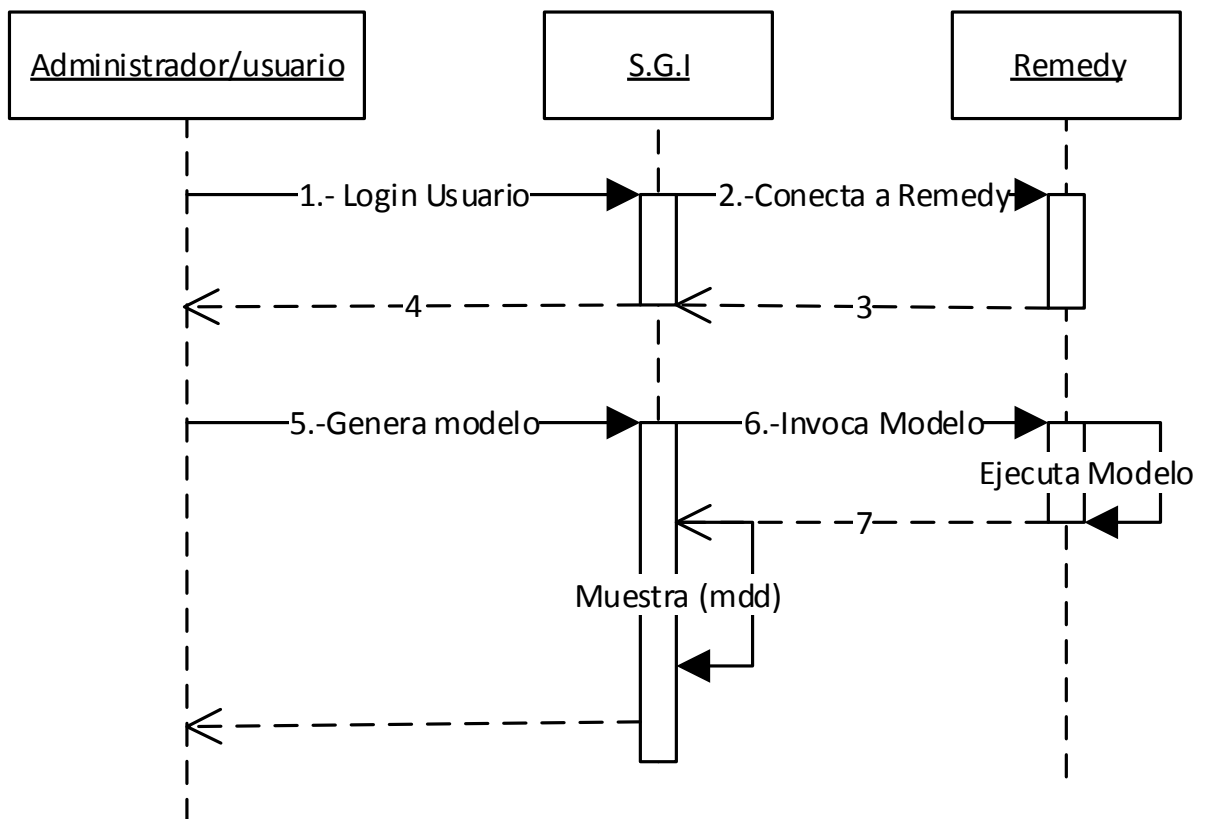 Administrador/usuario
S.G.I
Remedy
1.- Login Usuario
2.-Conecta a Remedy
4
3
5.-Genera modelo
6.-Invoca Modelo
Ejecuta Modelo
7
Muestra (mdd)